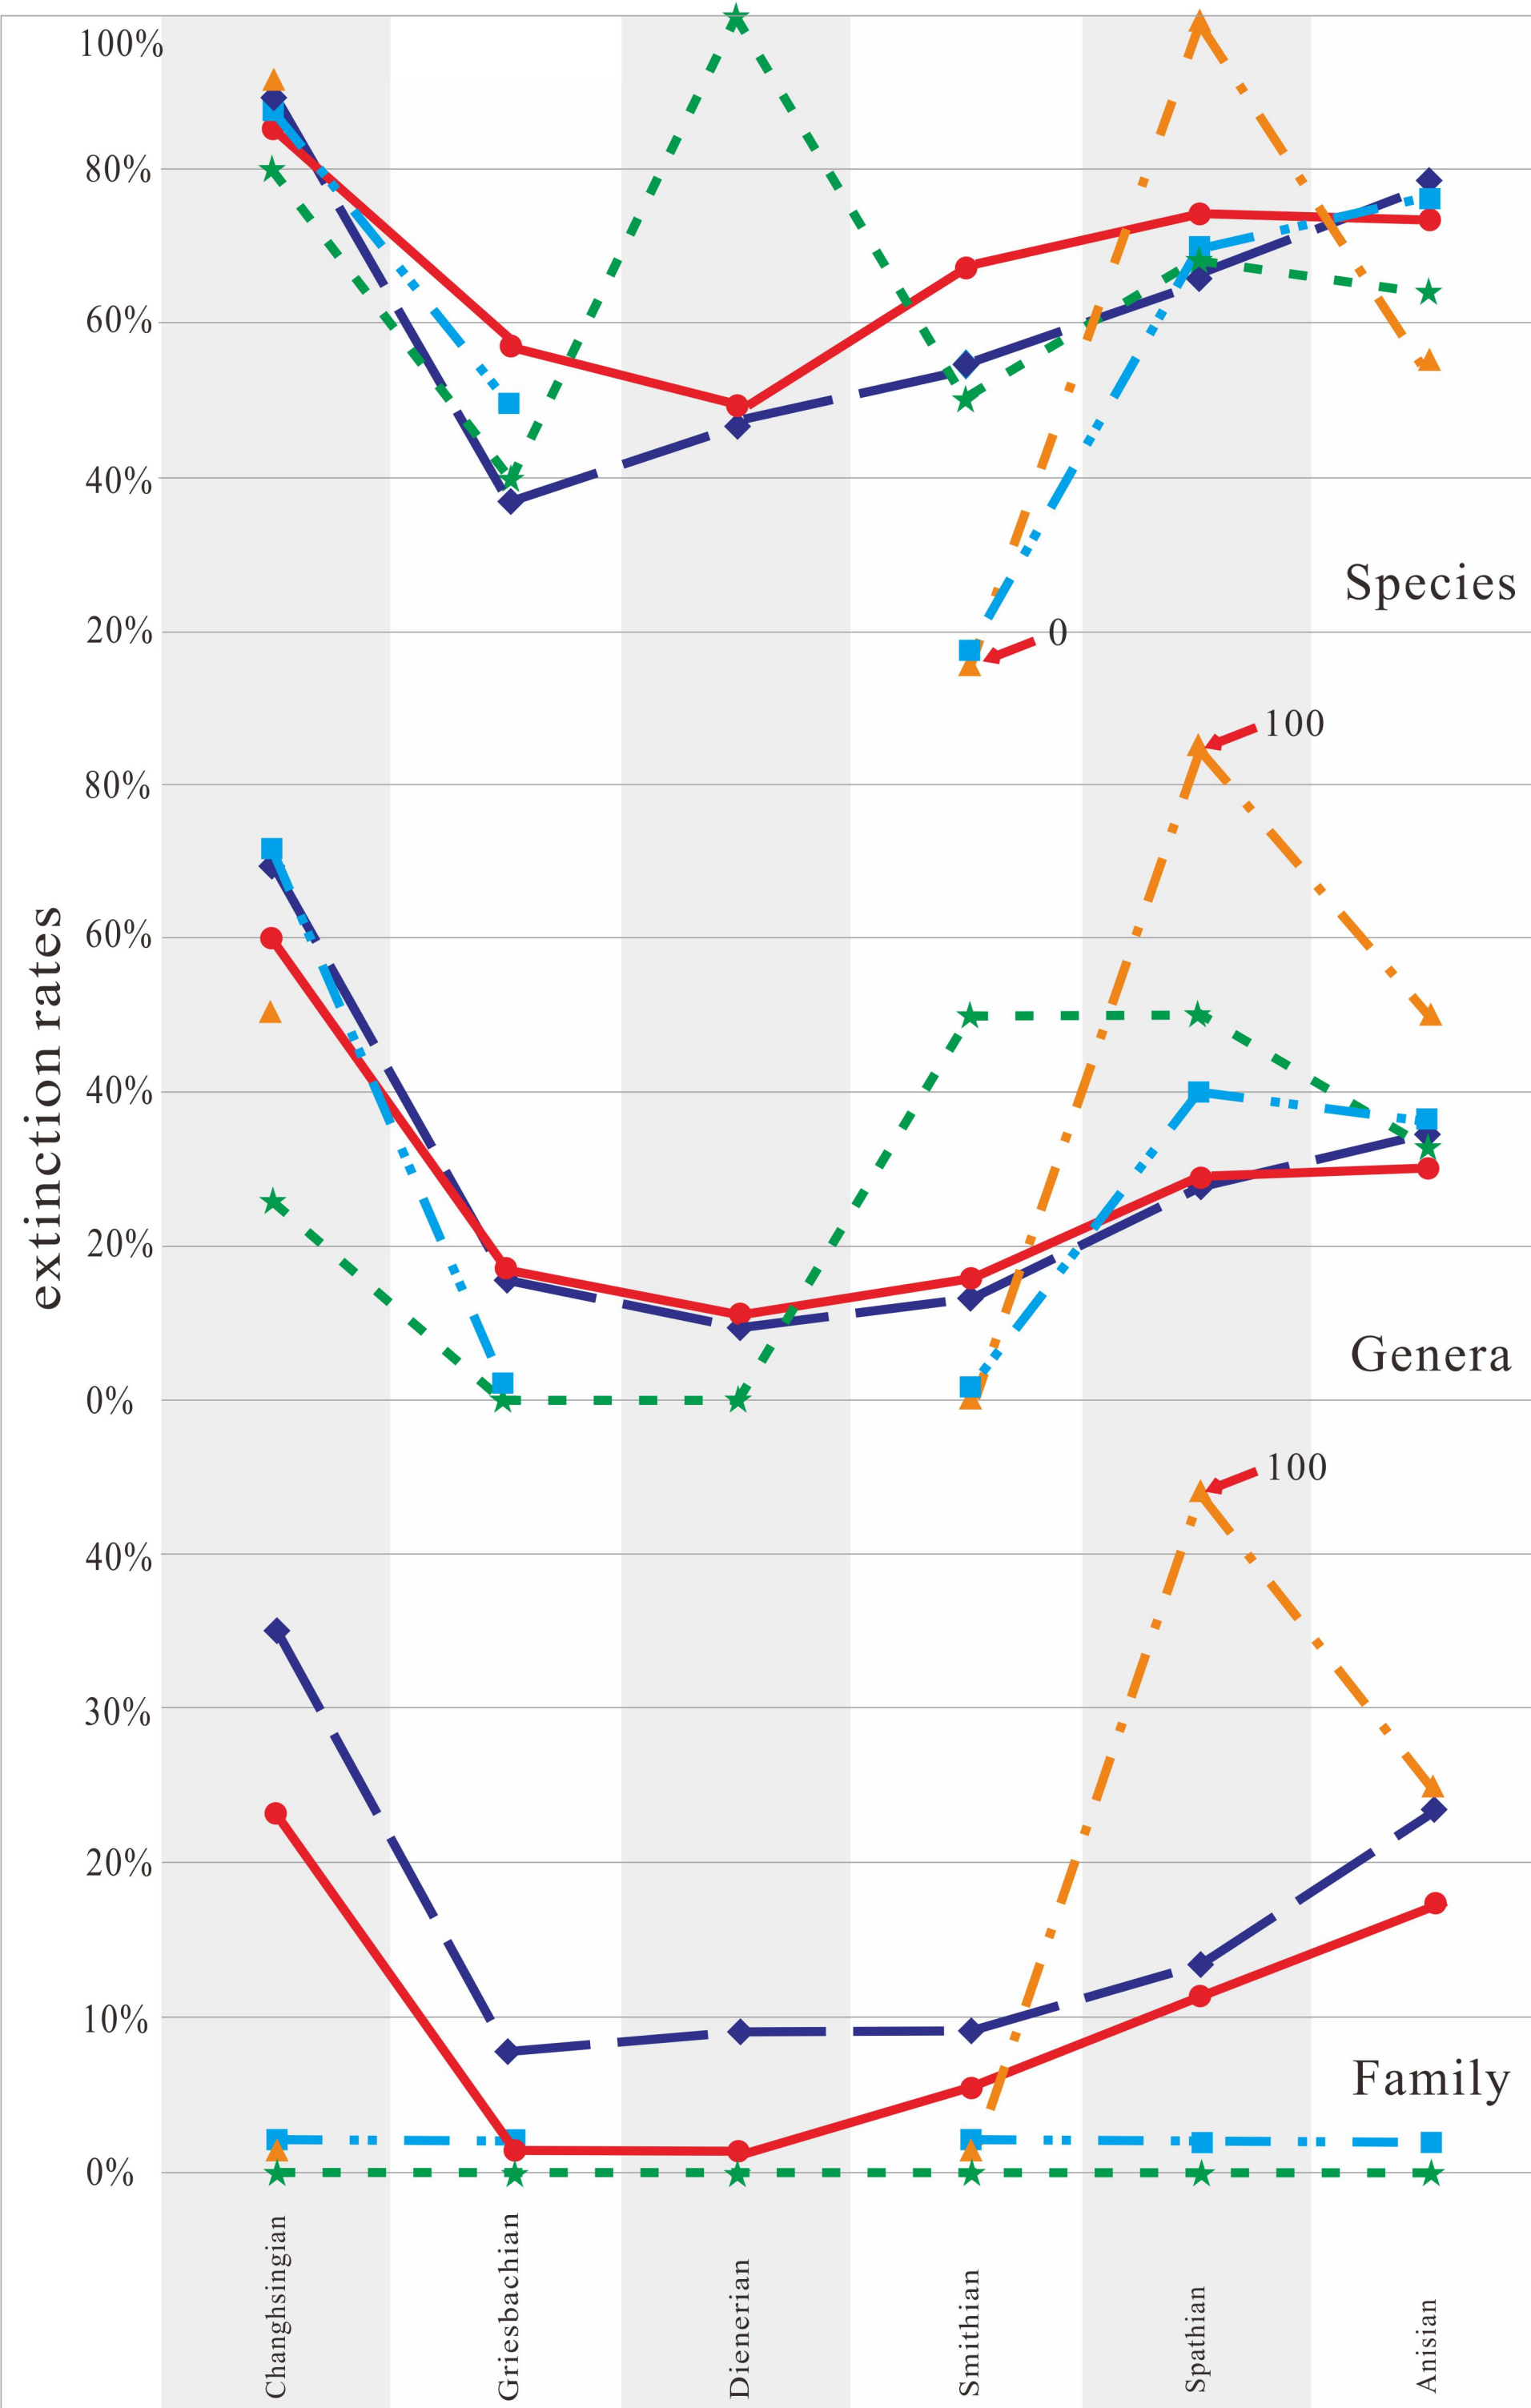 100%
80%
60%
40%
Species
20%
0
100
80%
60%
40%
20%
Genera
0%
100
40%
30%
20%
10%
Family
0%
extinction rates
Changhsingian
Griesbachian
Dienerian
Smithian
Spathian
Anisian